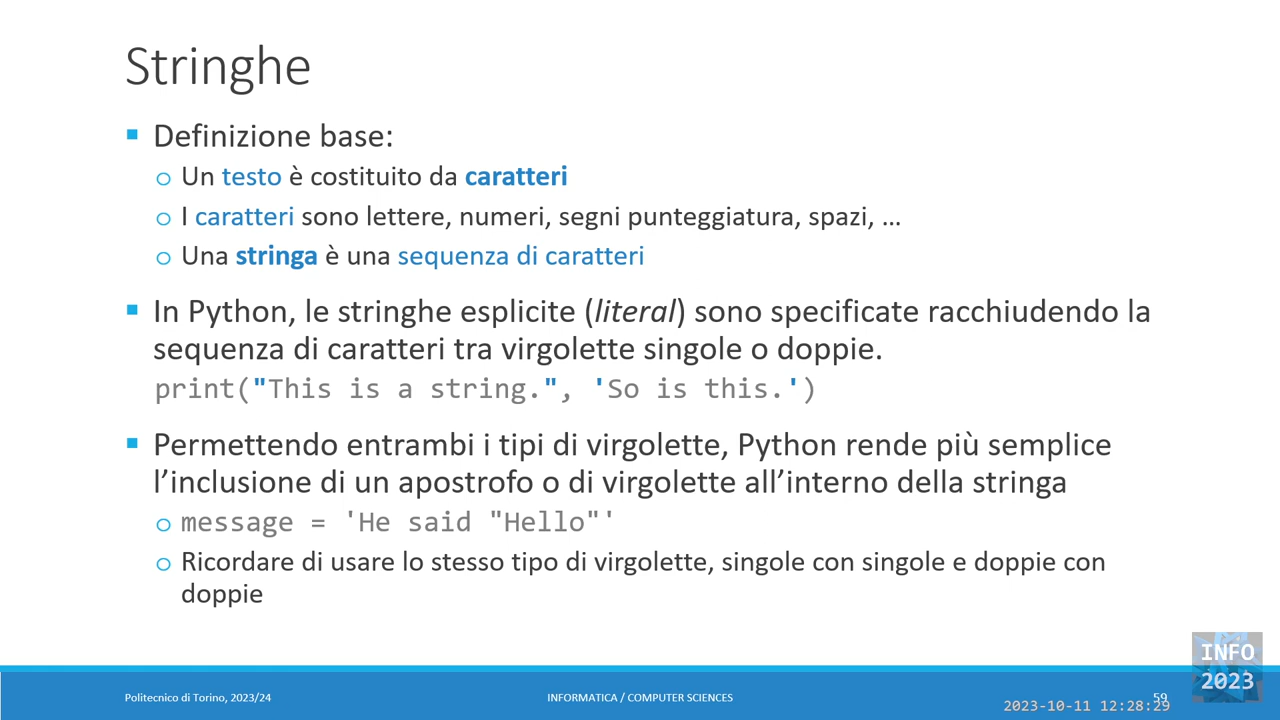 Stringhe
Definizione base:
Un testo è costituito da caratteri
I caratteri sono lettere, numeri, segni punteggiatura, spazi, …
Una stringa è una sequenza di caratteri
In Python, le stringhe esplicite (literal) sono specificate racchiudendo la
sequenza di caratteri tra virgolette singole o doppie.
print("This is a string.", 'So is this.')
Permettendo entrambi i tipi di virgolette, Python rende più semplice
l’inclusione di un apostrofo o di virgolette all’interno della stringa
message = 'He said "Hello"'
Ricordare di usare lo stesso tipo di virgolette, singole con singole e doppie con
doppie
INFO
2023
Politecnico di Torino, 2023/24
INFORMATICA / COMPUTER SCIENCES
59
2023-10-11 12:28:29